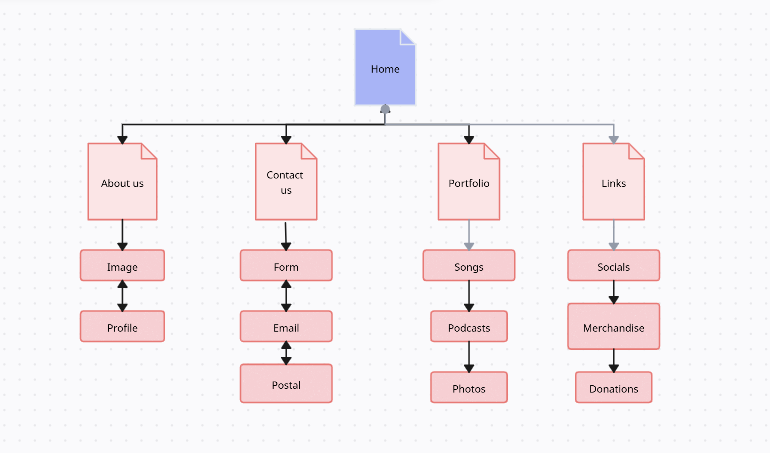 Home
About us
Contact
us
Portfolio
Links
Image
Form
Songs
Socials
Profile
Email
Podcasts
Merchandise
Postal
Photos
Donations